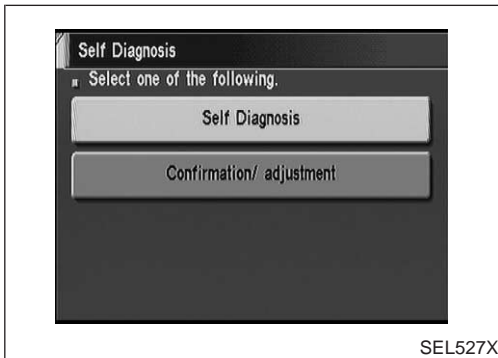 Self Diagnosis
Select one of the following.
Self Diagnosis
Confirmation/ adjustment
SEL527X